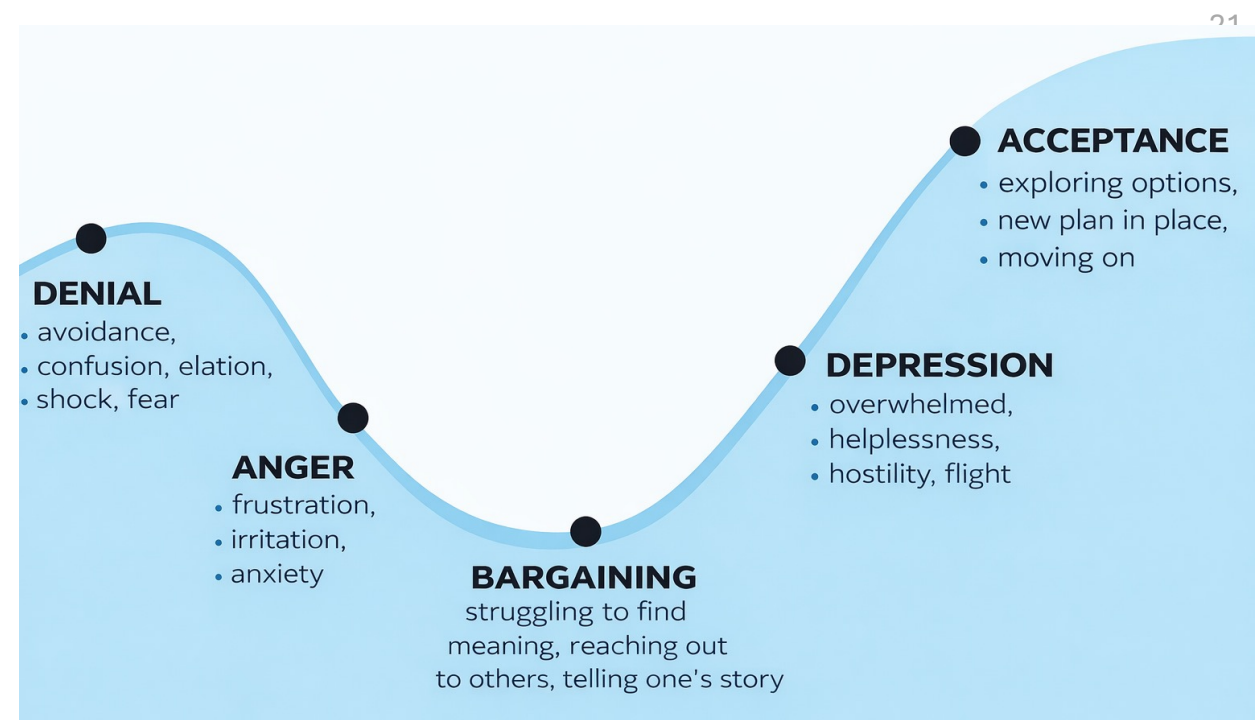 21
DENIAL
• avoidance,
• confusion, elation,
• shock, fear
ANGER
• frustration,
• irritation,
• anxiety
BARGAINING
struggling to find
meaning, reaching out
to others, telling one's story
DEPRESSION
• overwhelmed,
• helplessness,
• hostility, flight
ACCEPTANCE
• exploring options,
• new plan in place,
• moving on